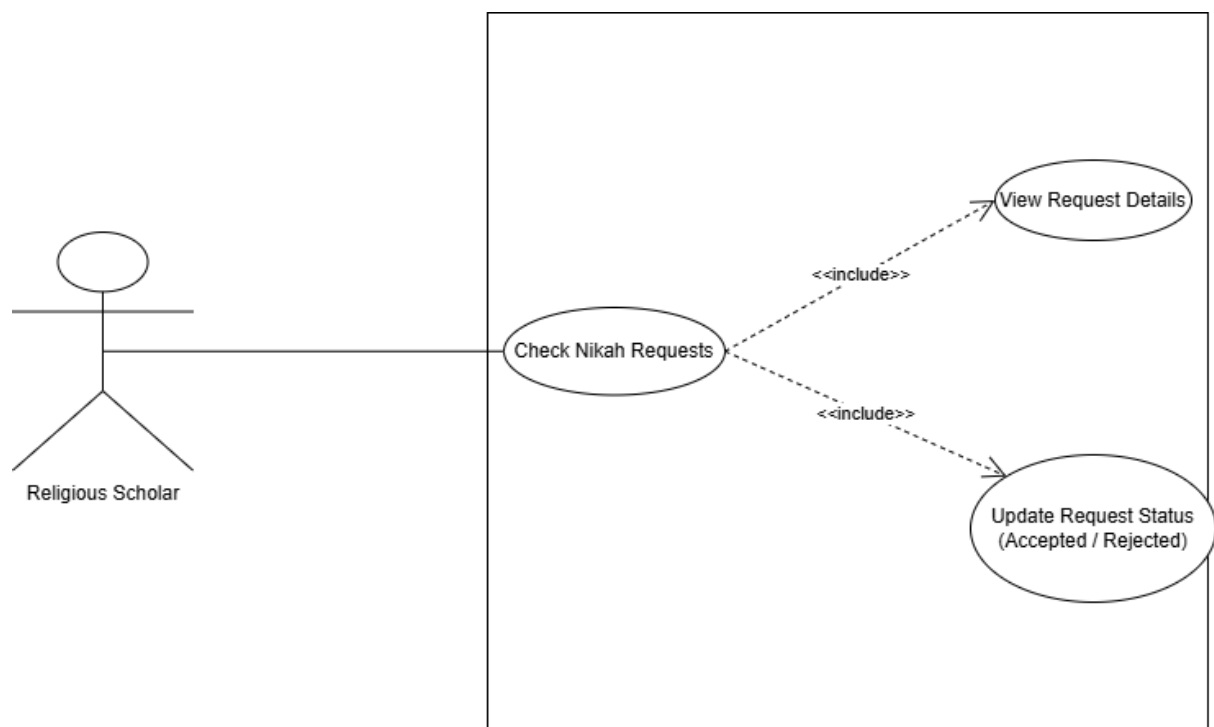 View Request Details
<<include>>
Check Nikah Requests
<<include>>
Religious Scholar
Update Request Status
(Accepted / Rejected)